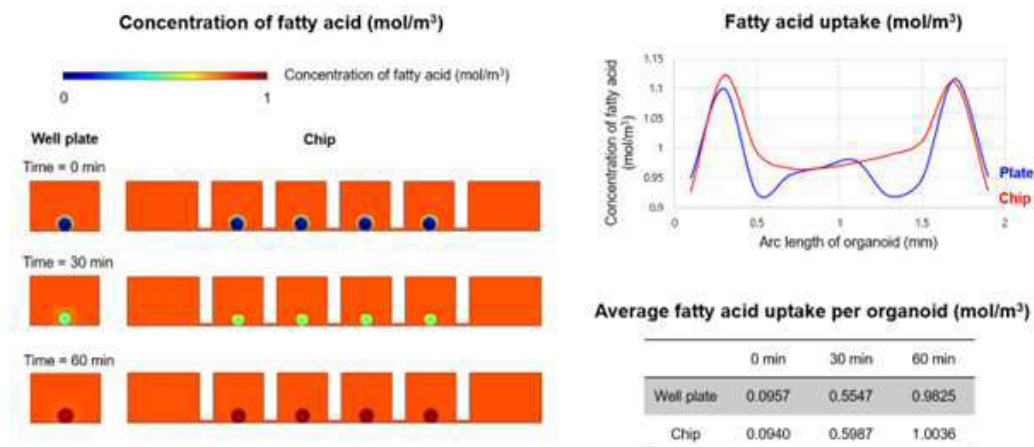 Concentration of fatty acid (mol/m³)
Concentration of fatty acid (mol/m³)
0
1
Well plate
Chip
Time = 0 min
Time = 30 min
Time = 60 min
Fatty acid uptake (mol/m³)
Concentration of fatty acid
(mol/m³)
1.15
1.1
1.05
1
0.95
0.9
0
0.5
1
1.5
2
Arc length of organoid (mm)
Plate
Chip
Average fatty acid uptake per organoid (mol/m³)
0 min 30 min 60 min
Well plate 0.0957 0.5547 0.9825
Chip 0.0940 0.5987 1.0036